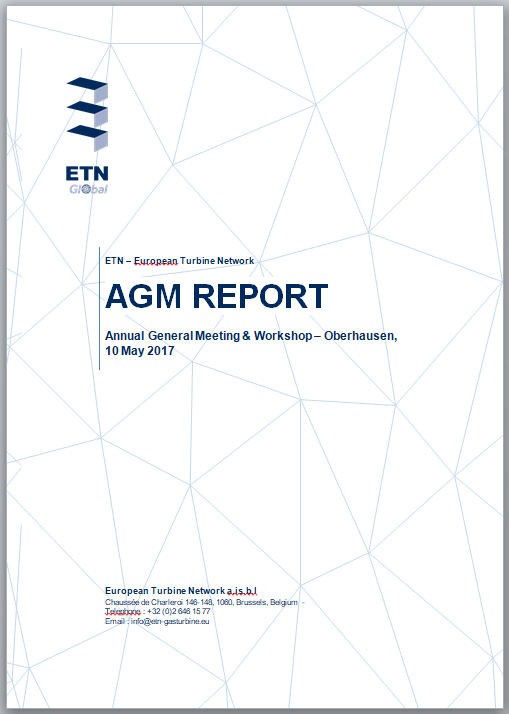 ETN
Global
ETN – European Turbine Network
AGM REPORT
Annual General Meeting & Workshop – Oberhausen,
10 May 2017
European Turbine Network a.i.s.b.l
Chaussée de Charleroi 146-148, 1060, Brussels, Belgium -
Telephone : +32 (0)2 646 15 77
Email : info@etn-gasturbine.eu